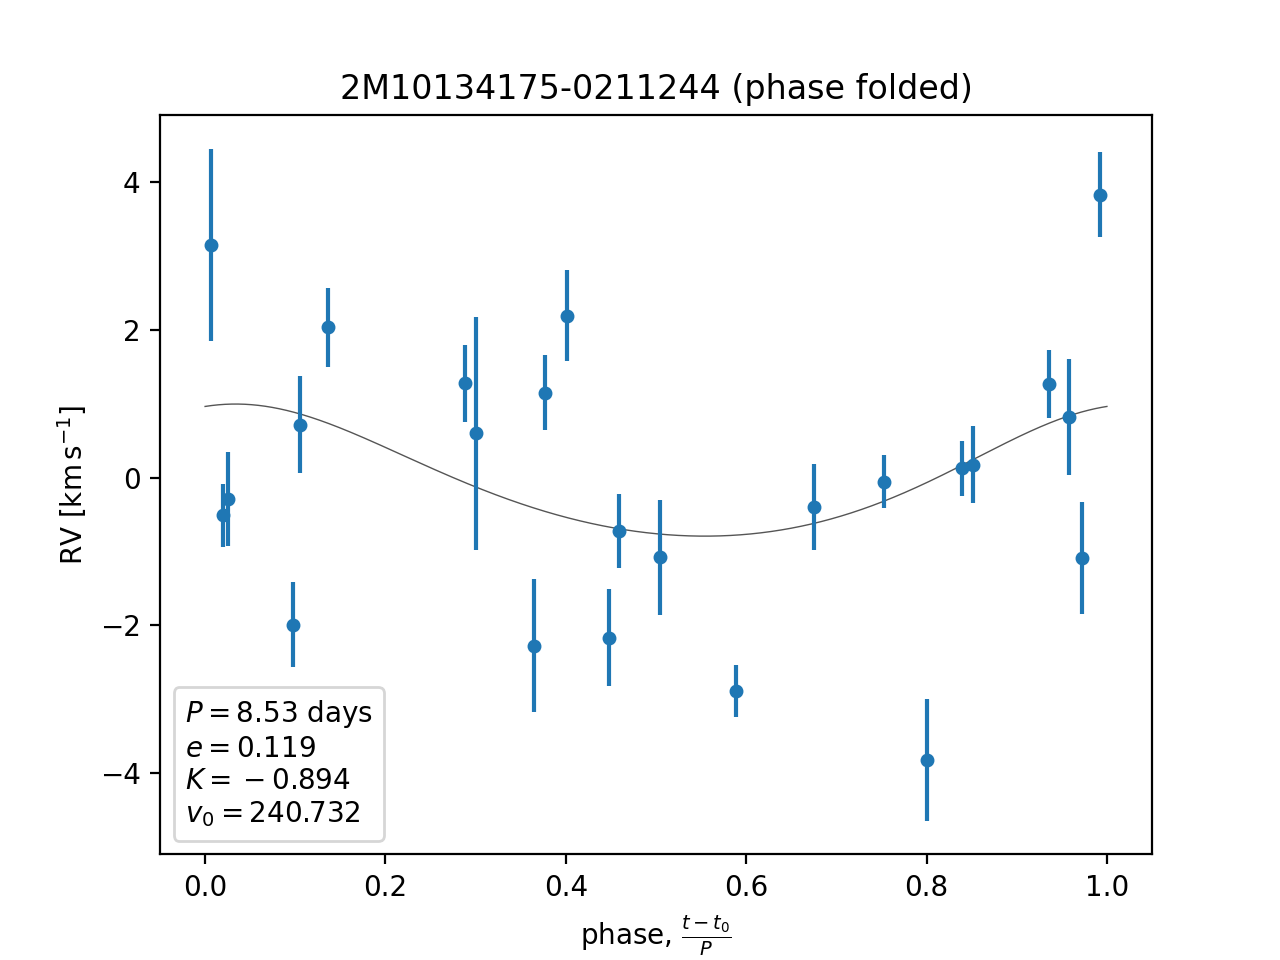 2M10134175-0211244 (phase folded)
RV [km s⁻¹]
4
2
0
−2
−4
P = 8.53 days
e = 0.119
K = −0.894
v₀ = 240.732
0.0 0.2 0.4 0.6 0.8 1.0
phase, (t − t₀)/P